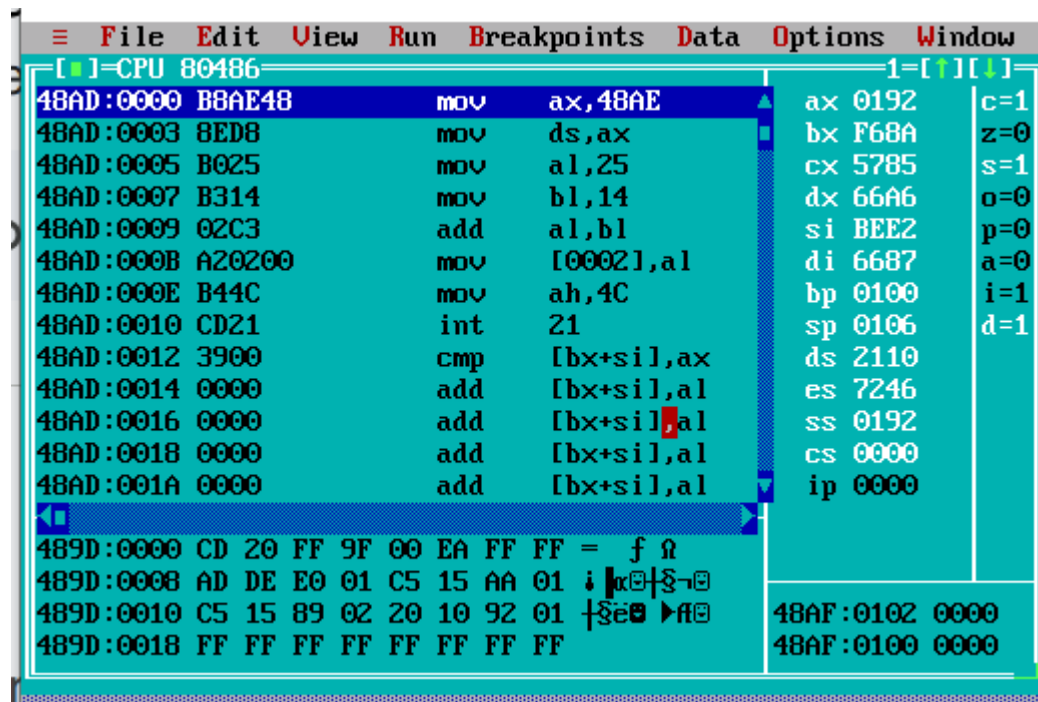 ≡ File Edit View Run Breakpoints Data Options Window
[■]=CPU 80486 1=[↑][↓]
48AD:0000 B8AE48 mov ax,48AE ax 0192 c=1
48AD:0003 8ED8 mov ds,ax bx F68A z=0
48AD:0005 B025 mov al,25 cx 5785 s=1
48AD:0007 B314 mov bl,14 dx 66A6 o=0
48AD:0009 02C3 add al,bl si BEE2 p=0
48AD:000B A20200 mov [0002],al di 6687 a=0
48AD:000E B44C mov ah,4C bp 0100 i=1
48AD:0010 CD21 int 21 sp 0106 d=1
48AD:0012 3900 cmp [bx+si],ax ds 2110
48AD:0014 0000 add [bx+si],al es 7246
48AD:0016 0000 add [bx+si],al ss 0192
48AD:0018 0000 add [bx+si],al cs 0000
48AD:001A 0000 add [bx+si],al ip 0000
489D:0000 CD 20 FF 9F 00 EA FF FF = ƒ Ω
489D:0008 AD DE E0 01 C5 15 AA 01 ¡▐α☺┼§¬☺
489D:0010 C5 15 89 02 20 10 92 01 ┼§ë☻ ►Æ☺ 48AF:0102 0000
489D:0018 FF FF FF FF FF FF FF FF 48AF:0100 0000